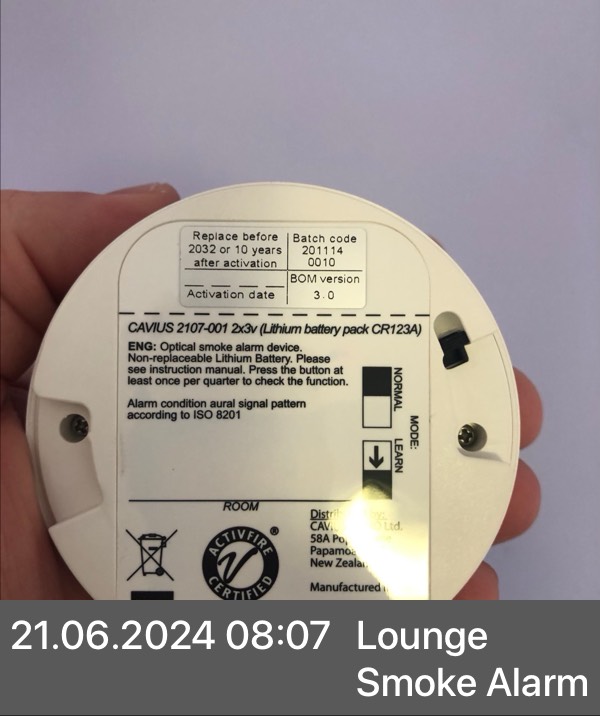 Replace before
2032 or 10 years
after activation
Activation date
Batch code
201114
0010
BOM version
3.0
CAVIUS 2107-001 2x3v (Lithium battery pack CR123A)
ENG: Optical smoke alarm device.
Non-replaceable Lithium Battery. Please
see instruction manual. Press the button at
least once per quarter to check the function.
Alarm condition aural signal pattern
according to ISO 8201
NORMAL
MODE:
LEARN
ROOM
ACTIVFIRE®
CERTIFIED
Ltd.
58A
New
Manufactured
21.06.2024 08:07
Lounge
Smoke Alarm